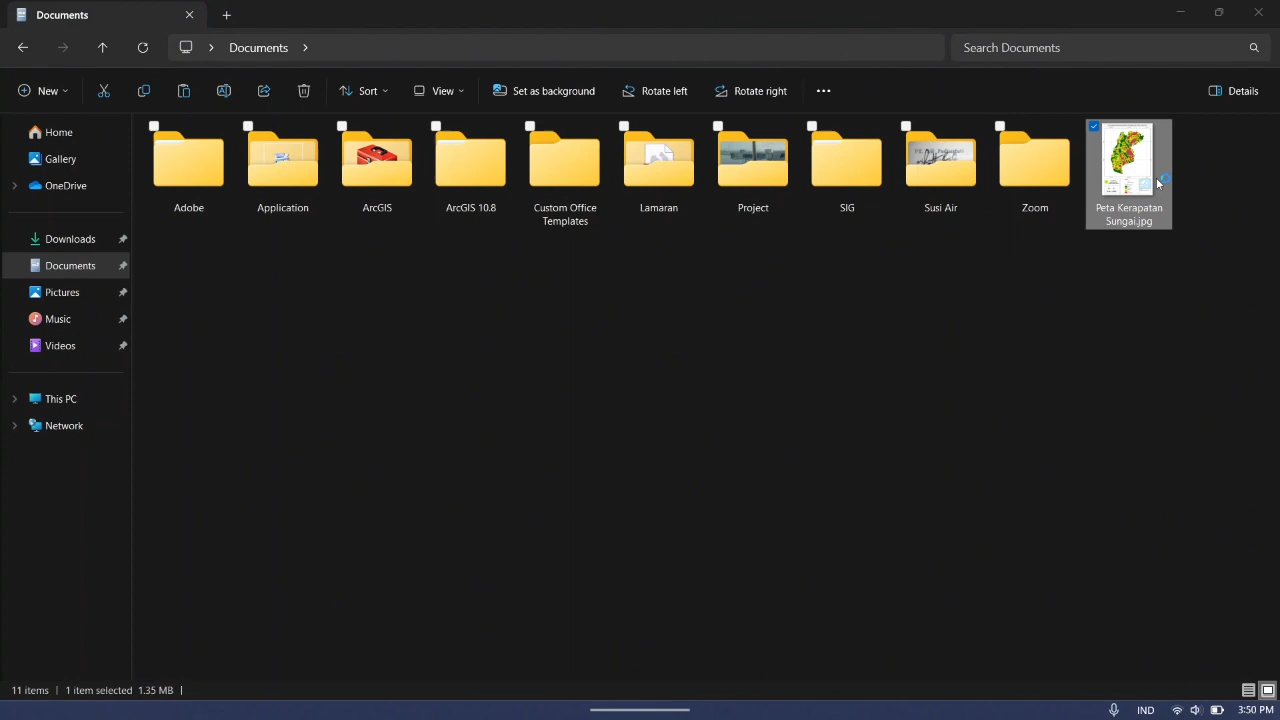 Documents
Documents
Search Documents
New
Sort
View
Set as background
Rotate left
Rotate right
Details
Home
Gallery
OneDrive
Downloads
Documents
Pictures
Music
Videos
This PC
Network
Adobe
Application
ArcGIS
ArcGIS 10.8
Custom Office
Templates
Lamaran
Project
SIG
Susi Air
Zoom
Peta Kerapatan
Sungai.jpg
11 items
1 item selected 1.35 MB
IND
3:50 PM